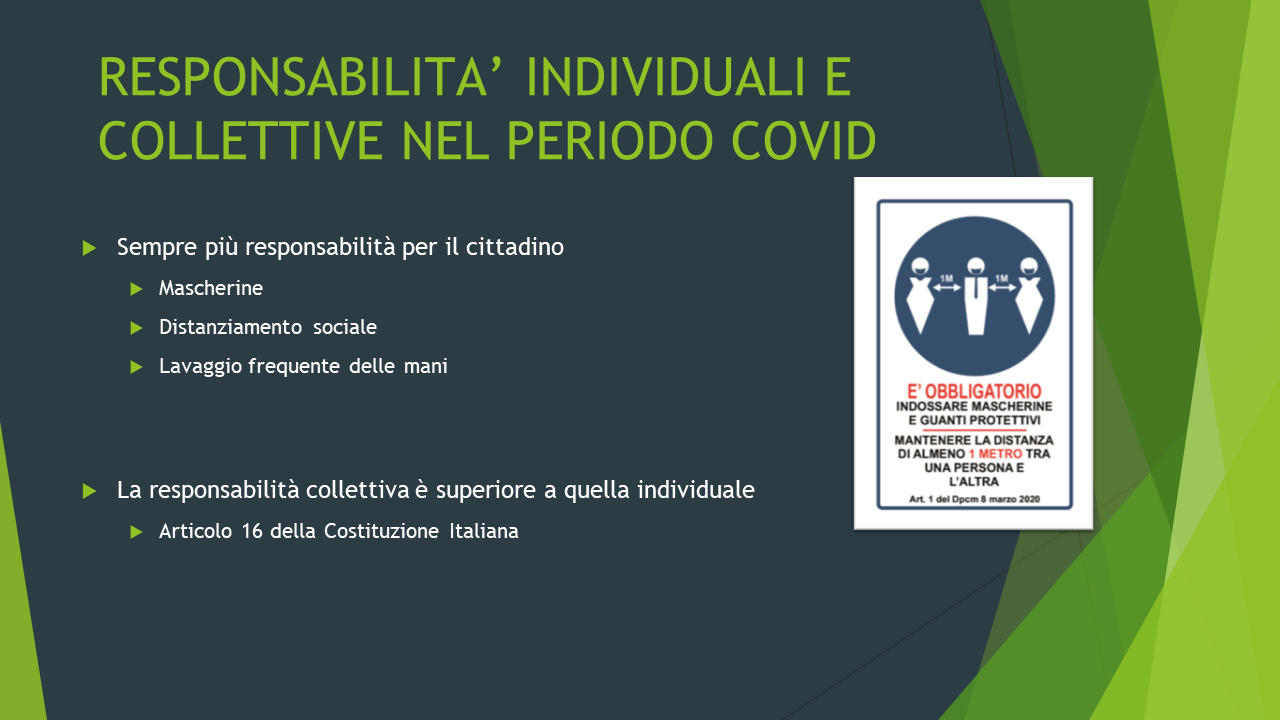 RESPONSABILITA’ INDIVIDUALI E
COLLETTIVE NEL PERIODO COVID
Sempre più responsabilità per il cittadino
Mascherine
Distanziamento sociale
Lavaggio frequente delle mani
La responsabilità collettiva è superiore a quella individuale
Articolo 16 della Costituzione Italiana
1M 1M
E’ OBBLIGATORIO
INDOSSARE MASCHERINE
E GUANTI PROTETTIVI
MANTENERE LA DISTANZA
DI ALMENO 1 METRO TRA
UNA PERSONA E
L’ALTRA
Art. 1 del Dpcm 8 marzo 2020